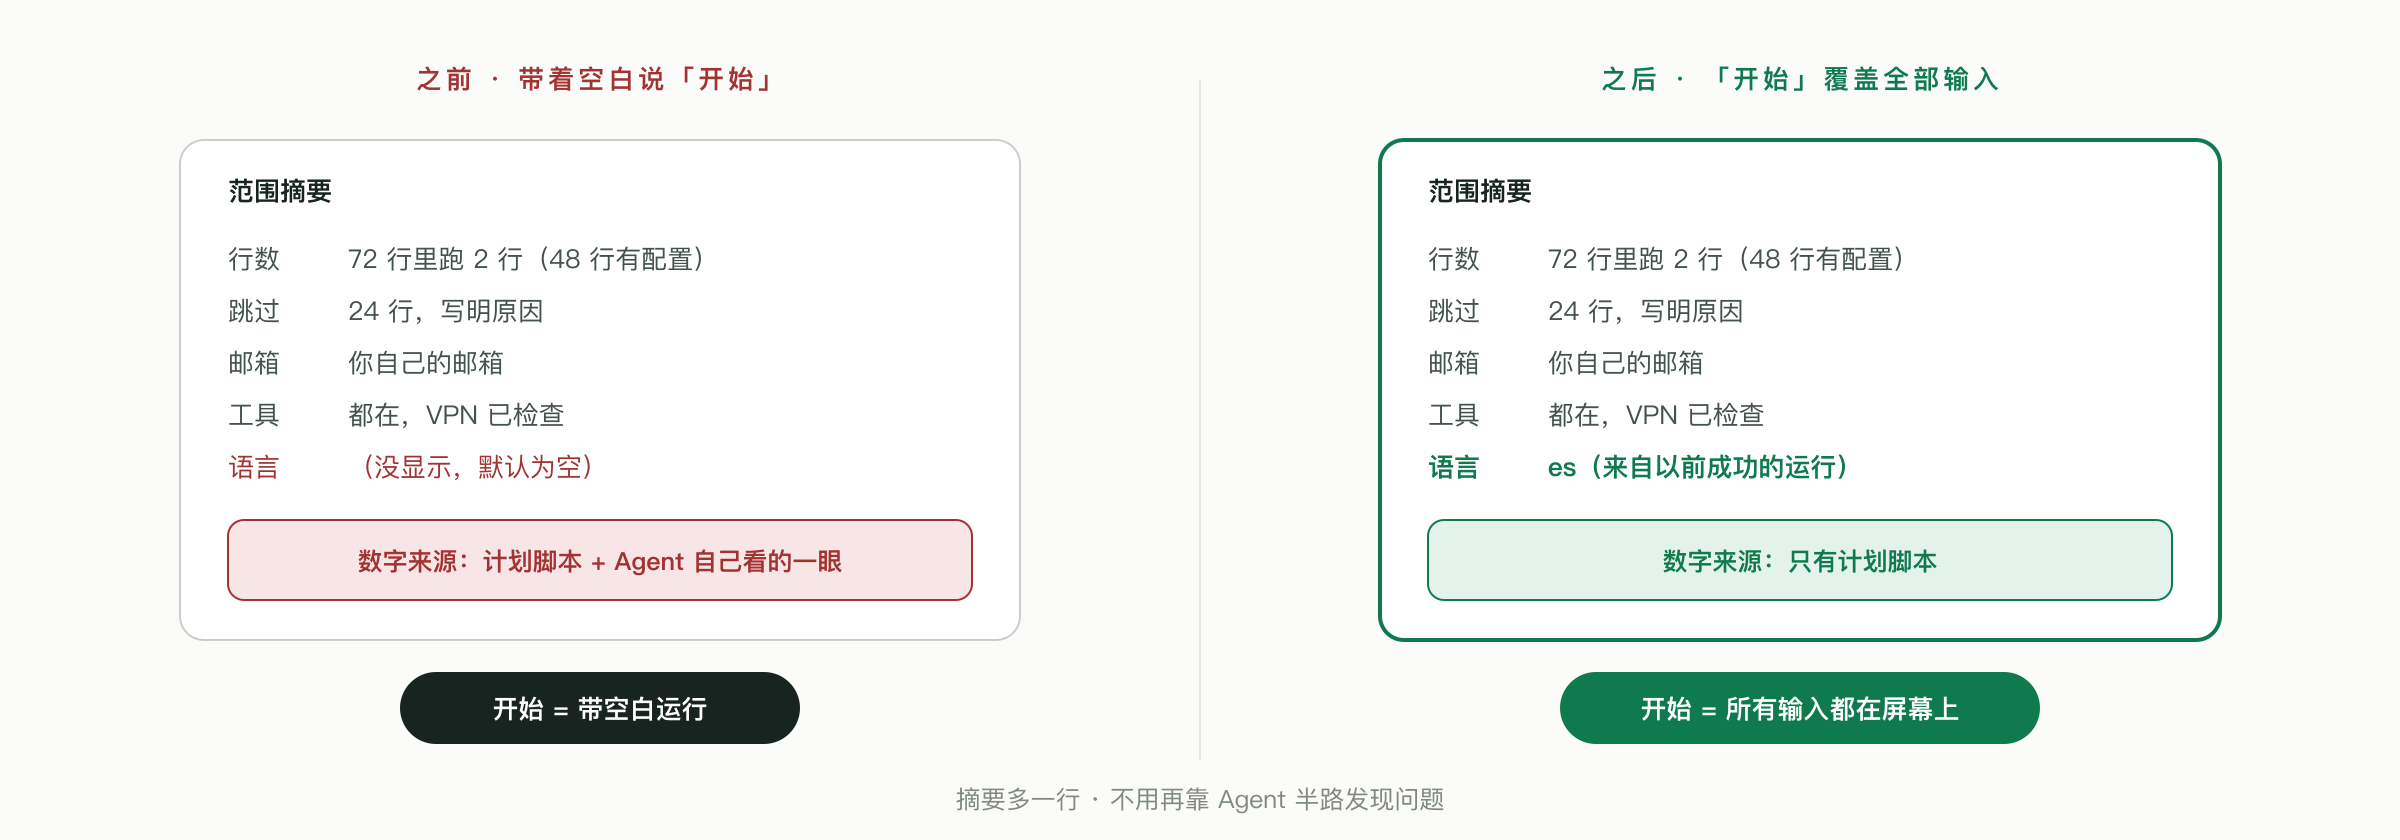 之前 · 带着空白说「开始」
范围摘要
行数 72 行里跑 2 行（48 行有配置）
跳过 24 行，写明原因
邮箱 你自己的邮箱
工具 都在，VPN 已检查
语言 （没显示，默认为空）
数字来源：计划脚本 + Agent 自己看的一眼
开始 = 带空白运行
之后 · 「开始」覆盖全部输入
范围摘要
行数 72 行里跑 2 行（48 行有配置）
跳过 24 行，写明原因
邮箱 你自己的邮箱
工具 都在，VPN 已检查
语言 es（来自以前成功的运行）
数字来源：只有计划脚本
开始 = 所有输入都在屏幕上
摘要多一行 · 不用再靠 Agent 半路发现问题